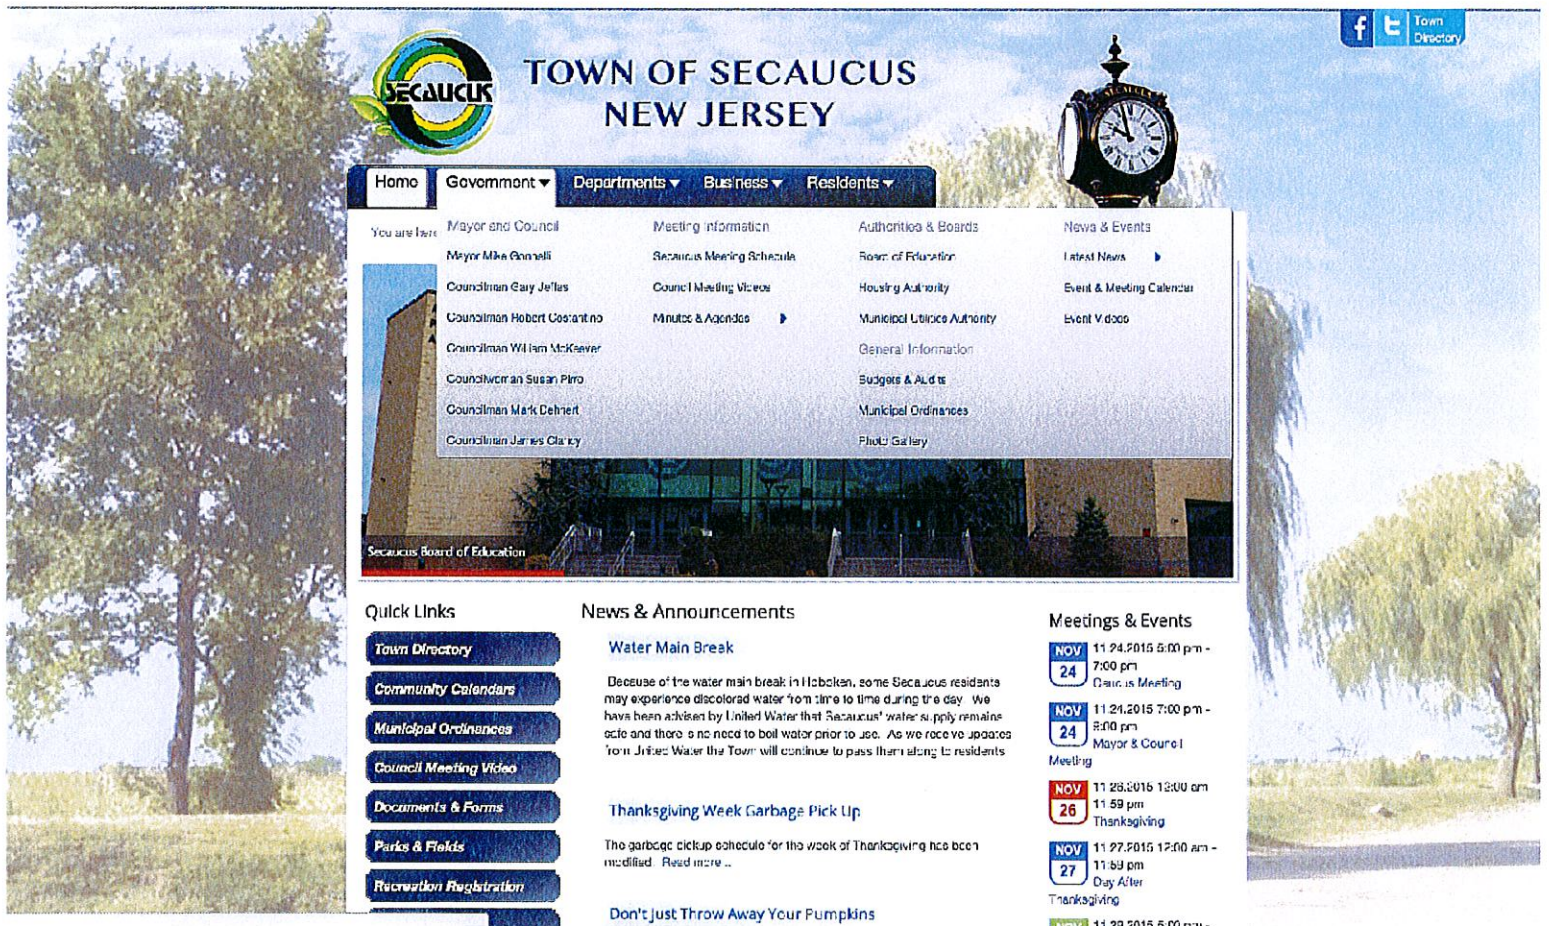 Town
Directory
SECAUCUS
TOWN OF SECAUCUS
NEW JERSEY
SECAUCUS
Home
Government
Departments
Business
Residents
You are here
Mayor and Council
Mayor Mike Gonnelli
Councilman Gary Jeffas
Councilman Robert Costantino
Councilman William McKeever
Councilwoman Susan Pirro
Councilman Mark Dehnert
Councilman James Clancy
Meeting Information
Secaucus Meeting Schedule
Council Meeting Videos
Minutes & Agendas
Authorities & Boards
Board of Education
Housing Authority
Municipal Utilities Authority
General Information
Budgets & Audits
Municipal Ordinances
Photo Gallery
News & Events
Latest News
Event & Meeting Calendar
Event Videos
Secaucus Board of Education
Quick Links
Town Directory
Community Calendars
Municipal Ordinances
Council Meeting Video
Documents & Forms
Parks & Fields
Recreation Registration
News & Announcements
Water Main Break
Because of the water main break in Hoboken, some Secaucus residents
may experience discolored water from time to time during the day. We
have been advised by United Water that Secaucus' water supply remains
safe and there is no need to boil water prior to use. As we receive updates
from United Water the Town will continue to pass them along to residents
Thanksgiving Week Garbage Pick Up
The garbage pickup schedule for the week of Thanksgiving has been
modified. Read more ...
Don't Just Throw Away Your Pumpkins
Meetings & Events
NOV
24
11.24.2015 5:00 pm -
7:00 pm
Caucus Meeting
NOV
24
11.24.2015 7:00 pm -
Mayor & Council
Meeting
NOV
26
11.26.2015 12:00 am
11:59 pm
Thanksgiving
NOV
27
11.27.2015 12:00 am -
11:59 pm
Day After
Thanksgiving
NOV